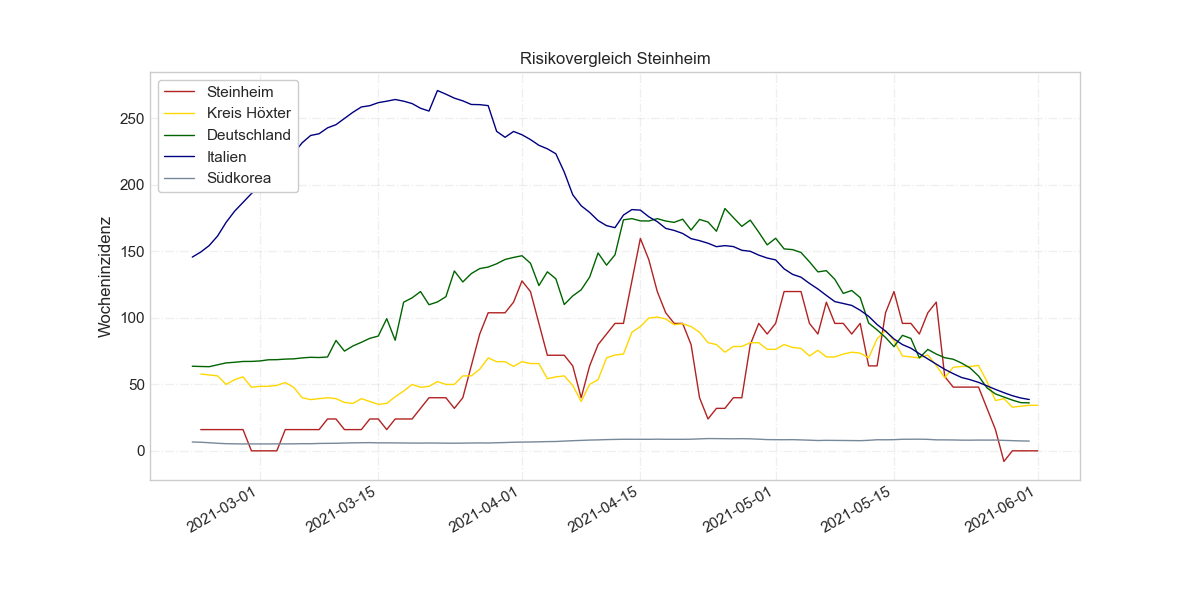 Risikovergleich Steinheim
Steinheim
Kreis Höxter
Deutschland
Italien
Südkorea
Wocheninzidenz
250
200
150
100
50
0
2021-03-01
2021-03-15
2021-04-01
2021-04-15
2021-05-01
2021-05-15
2021-06-01